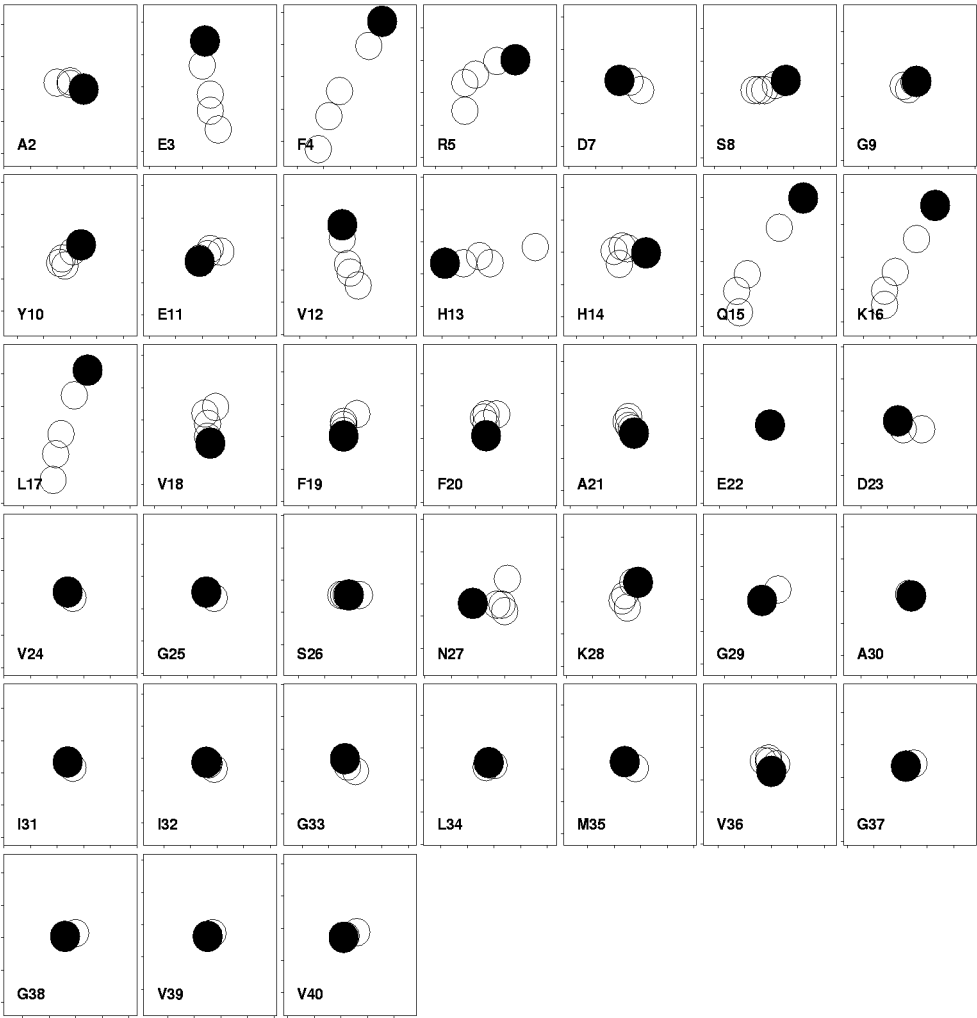 A2 E3 F4 R5 D7 S8 G9
Y10 E11 V12 H13 H14 Q15 K16
L17 V18 F19 F20 A21 E22 D23
V24 G25 S26 N27 K28 G29 A30
I31 I32 G33 L34 M35 V36 G37
G38 V39 V40